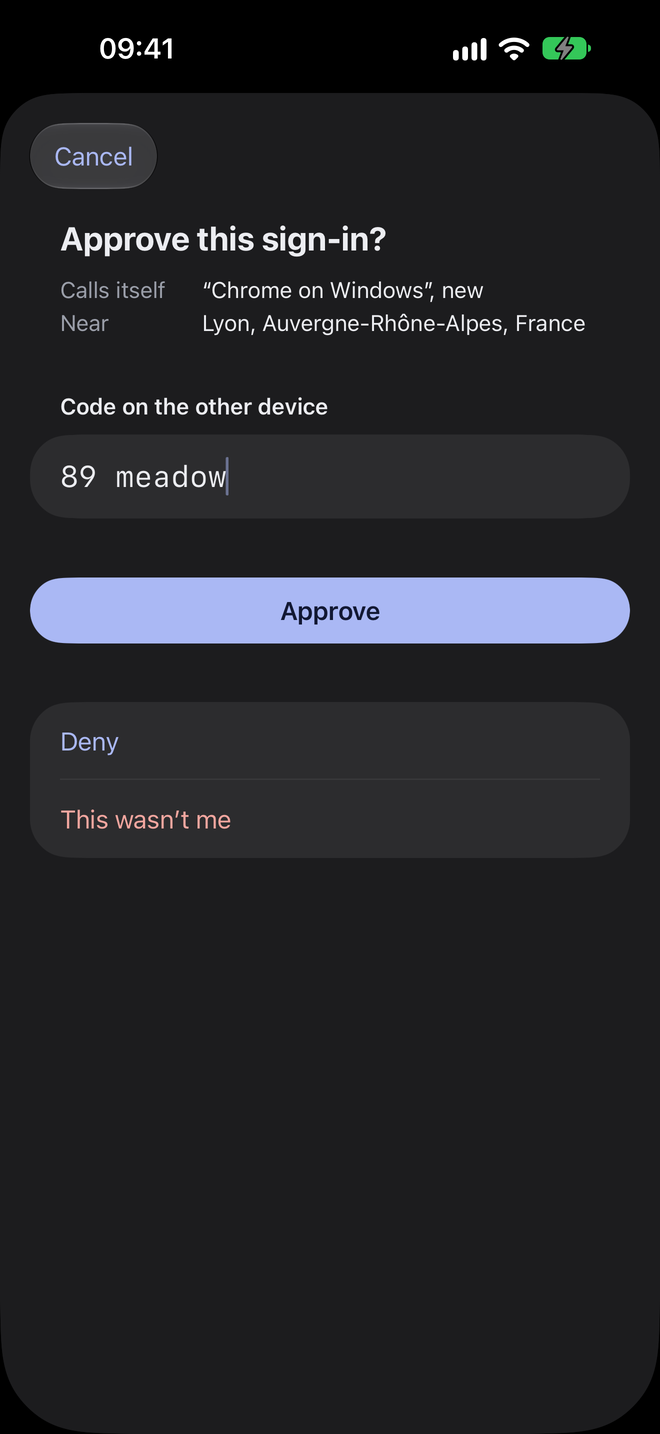 09:41
Cancel
Approve this sign-in?
Calls itself “Chrome on Windows”, new
Near Lyon, Auvergne-Rhône-Alpes, France
Code on the other device
89 meadow
Approve
Deny
This wasn’t me